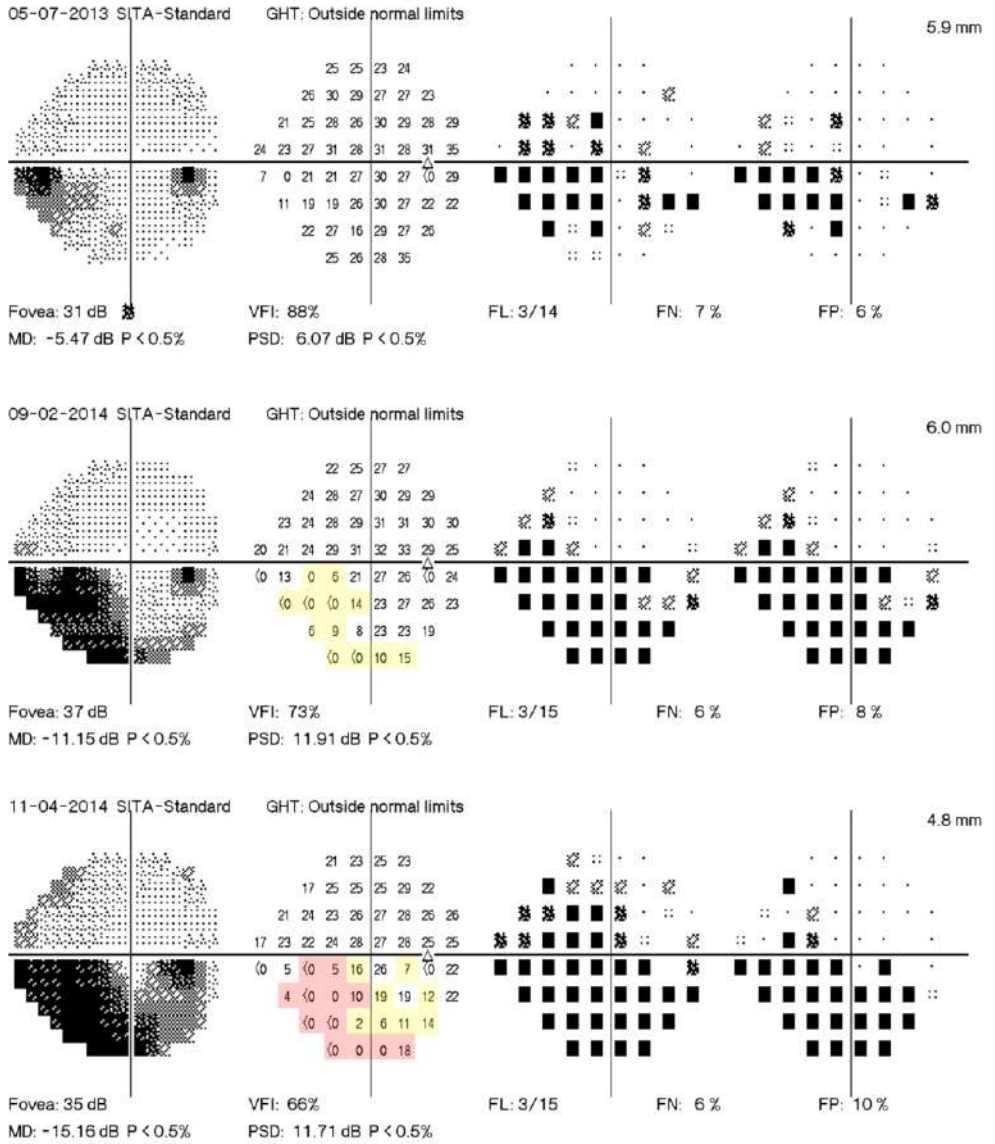 05-07-2013 SITA-Standard GHT: Outside normal limits
5.9 mm
25 25 23 24
26 30 29 27 27 23
21 25 28 26 30 29 28 29
24 23 27 31 28 31 28 31 35
7 0 21 21 27 30 27 <0 29
11 19 19 26 30 27 22 22
22 27 16 29 27 26
25 26 28 35
Fovea: 31 dB VFI: 88% FL: 3/14 FN: 7 % FP: 6 %
MD: -5.47 dB P < 0.5% PSD: 6.07 dB P < 0.5%
09-02-2014 SITA-Standard GHT: Outside normal limits
6.0 mm
22 25 27 27
24 28 27 30 29 29
23 24 28 29 31 31 30 30
20 21 24 29 31 32 33 29 25
<0 13 0 6 21 27 26 <0 24
<0 <0 <0 14 23 27 26 23
6 9 8 23 23 19
<0 <0 10 15
Fovea: 37 dB VFI: 73% FL: 3/15 FN: 6 % FP: 8 %
MD: -11.15 dB P < 0.5% PSD: 11.91 dB P < 0.5%
11-04-2014 SITA-Standard GHT: Outside normal limits
4.8 mm
21 23 25 23
17 25 25 25 29 22
21 24 23 26 27 28 26 26
17 23 22 24 28 27 28 25 25
<0 5 <0 5 16 26 7 <0 22
4 <0 0 10 19 19 12 22
<0 <0 2 6 11 14
<0 0 0 18
Fovea: 35 dB VFI: 66% FL: 3/15 FN: 6 % FP: 10 %
MD: -15.16 dB P < 0.5% PSD: 11.71 dB P < 0.5%